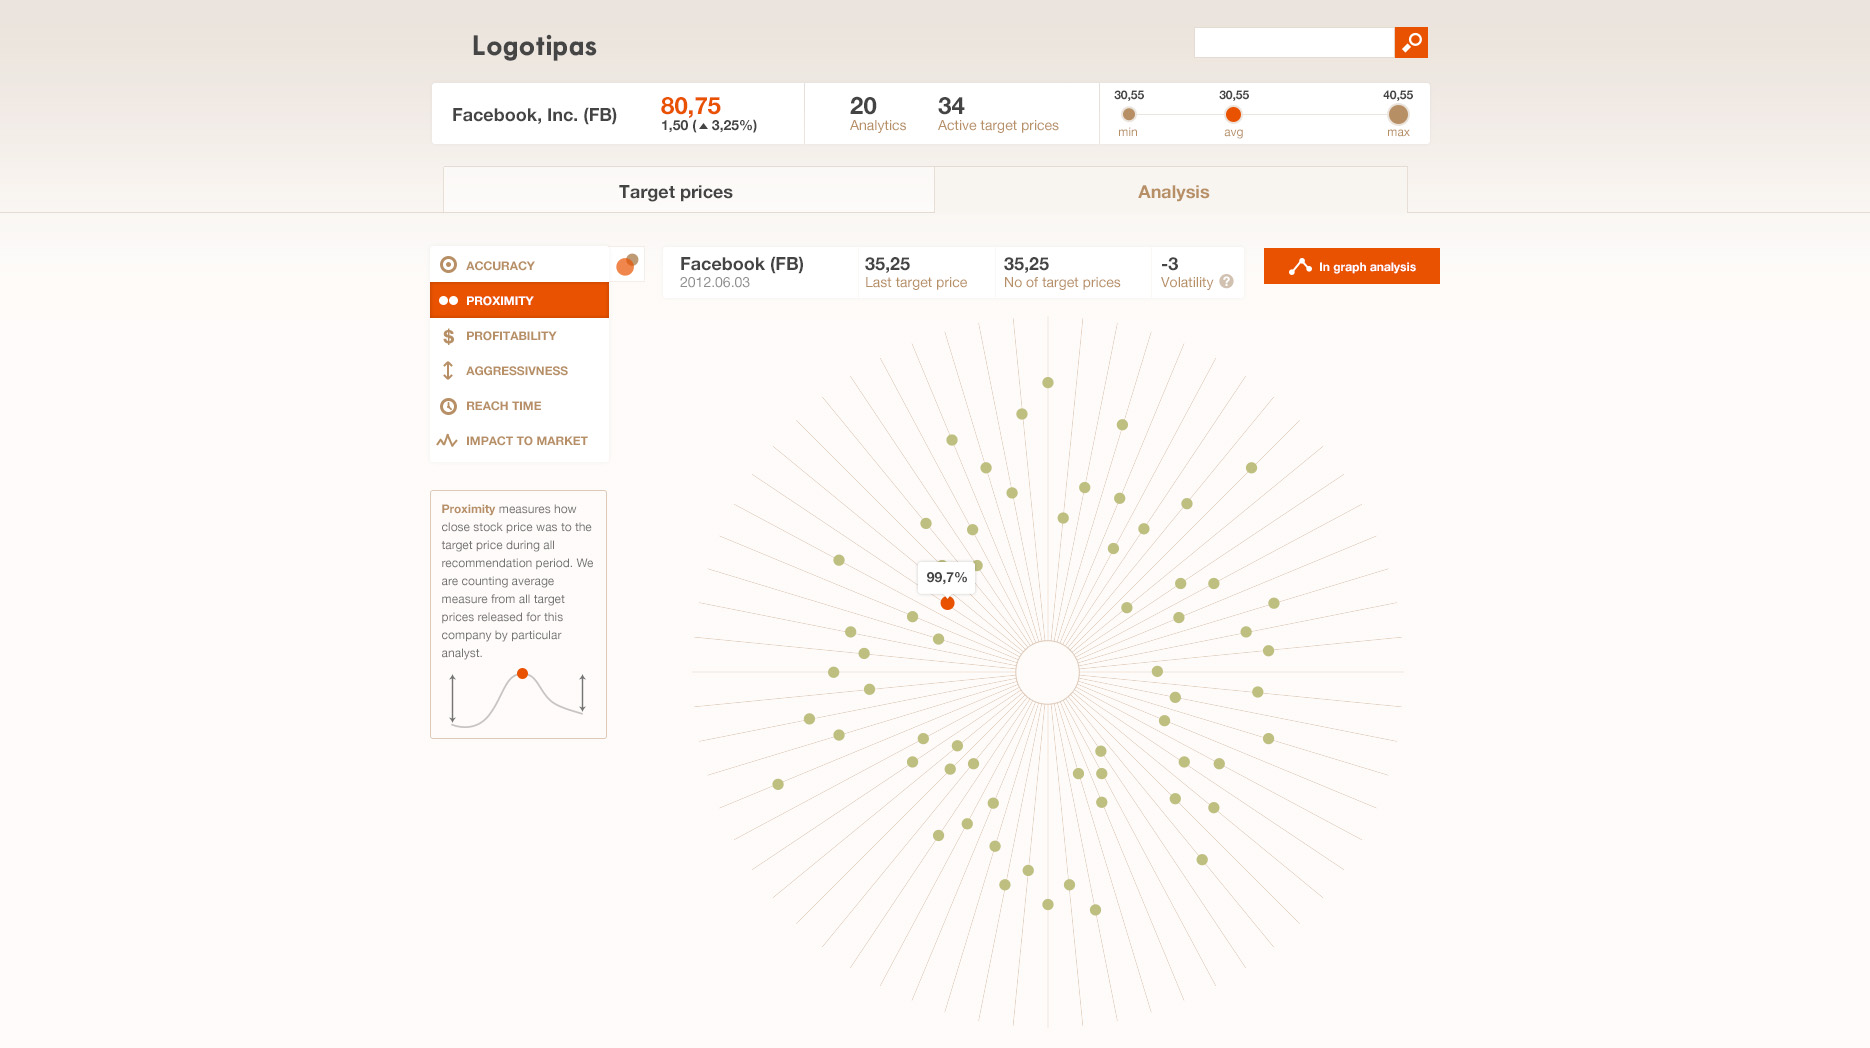 Logotipas
Facebook, Inc. (FB)
80,75
1,50 (▲ 3,25%)
20
Analytics
34
Active target prices
30,55
min
30,55
avg
40,55
max
Target prices
Analysis
ACCURACY
PROXIMITY
$ PROFITABILITY
AGGRESSIVNESS
REACH TIME
IMPACT TO MARKET
Facebook (FB)
2012.06.03
35,25
Last target price
35,25
No of target prices
-3
Volatility ?
In graph analysis
Proximity measures how
close stock price was to the
target price during all
recommendation period. We
are counting average
measure from all target
prices released for this
company by particular
analyst.
99,7%